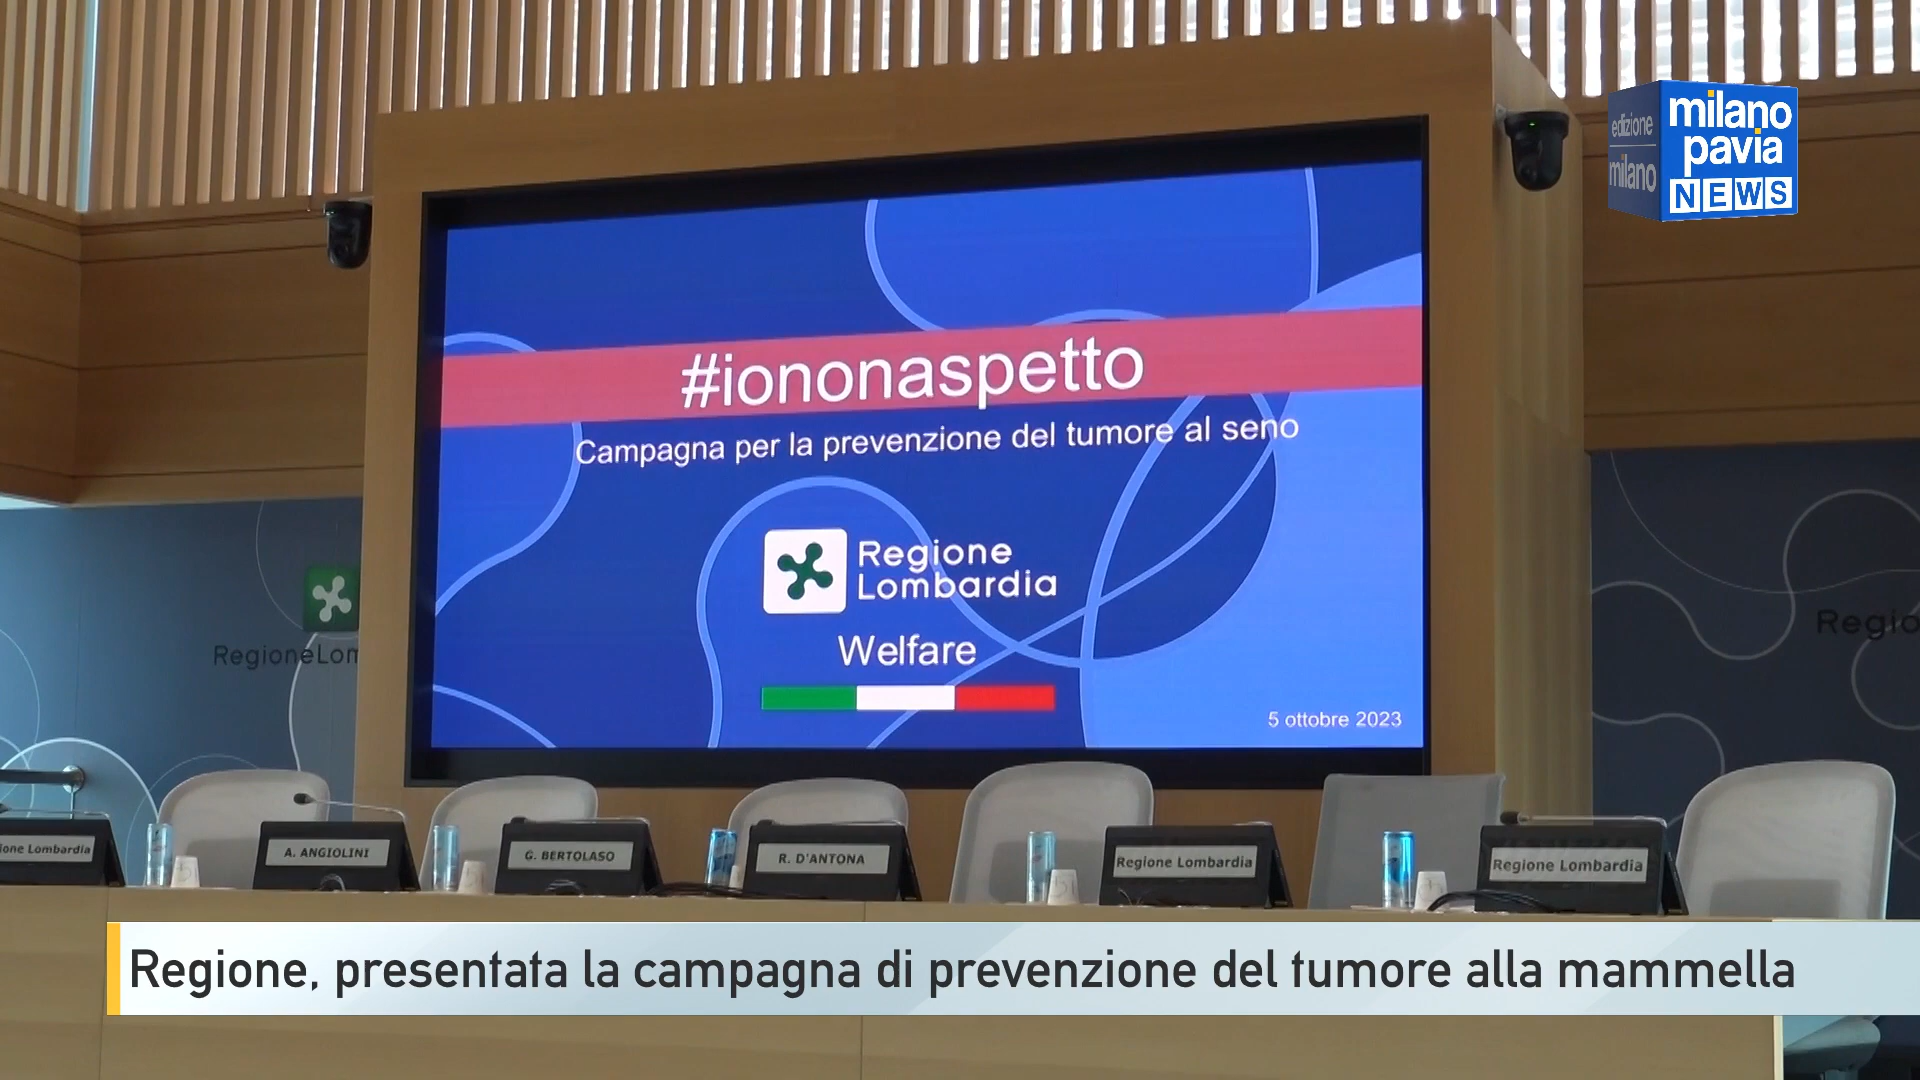 edizione
milano
milano
pavia
NEWS
#iononaspetto
Campagna per la prevenzione del tumore al seno
Regione
Lombardia
Welfare
5 ottobre 2023
RegioneLom
Regio
ione Lombardia
A. ANGIOLINI
G. BERTOLASO
R. D'ANTONA
Regione Lombardia
Regione Lombardia
Regione, presentata la campagna di prevenzione del tumore alla mammella